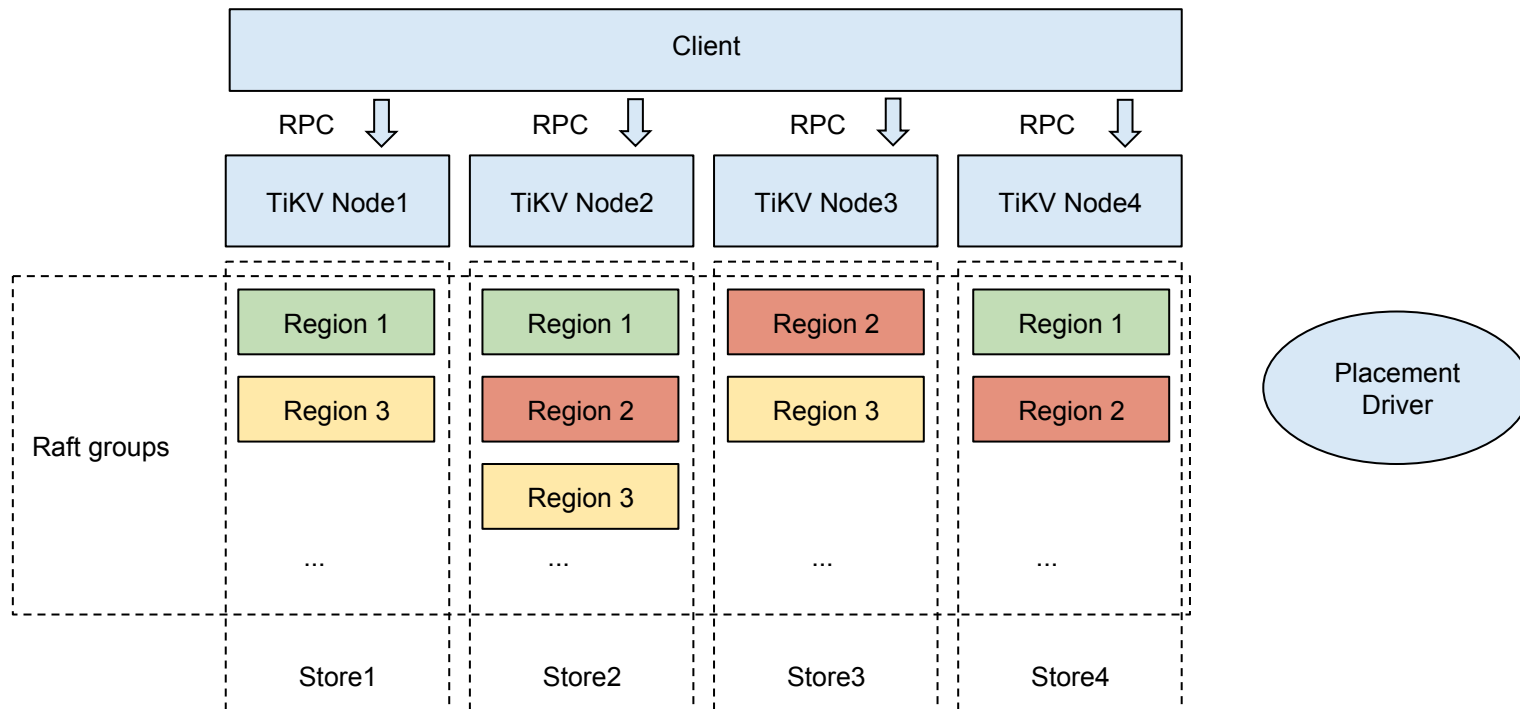 Client
RPC RPC RPC RPC
TiKV Node1 TiKV Node2 TiKV Node3 TiKV Node4
Region 1 Region 1 Region 2 Region 1
Region 3 Region 2 Region 3 Region 2
Placement
Driver
Raft groups
Region 3
... ... ... ...
Store1 Store2 Store3 Store4